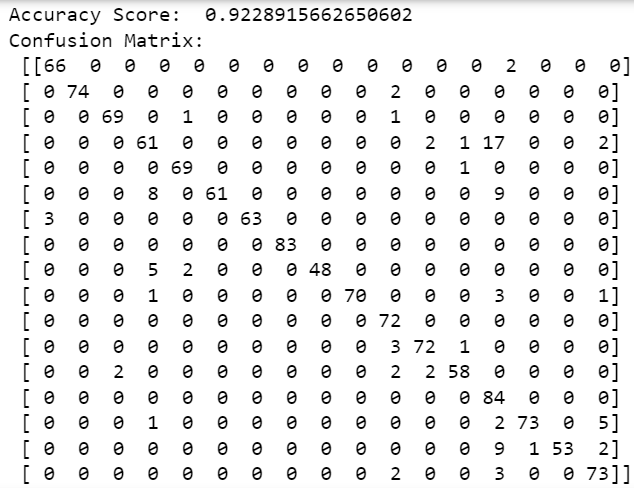 Accuracy Score:  0.9228915662650602
Confusion Matrix:
[[66  0  0  0  0  0  0  0  0  0  0  0  0  2  0  0  0]
[ 0 74  0  0  0  0  0  0  0  0  2  0  0  0  0  0  0]
[ 0  0 69  0  1  0  0  0  0  0  1  0  0  0  0  0  0]
[ 0  0  0 61  0  0  0  0  0  0  0  2  1 17  0  0  2]
[ 0  0  0  0 69  0  0  0  0  0  0  0  1  0  0  0  0]
[ 0  0  0  8  0 61  0  0  0  0  0  0  0  9  0  0  0]
[ 3  0  0  0  0  0 63  0  0  0  0  0  0  0  0  0  0]
[ 0  0  0  0  0  0  0 83  0  0  0  0  0  0  0  0  0]
[ 0  0  0  5  2  0  0  0 48  0  0  0  0  0  0  0  0]
[ 0  0  0  1  0  0  0  0  0 70  0  0  0  3  0  0  1]
[ 0  0  0  0  0  0  0  0  0  0 72  0  0  0  0  0  0]
[ 0  0  0  0  0  0  0  0  0  0  3 72  1  0  0  0  0]
[ 0  0  2  0  0  0  0  0  0  0  2  2 58  0  0  0  0]
[ 0  0  0  0  0  0  0  0  0  0  0  0  0 84  0  0  0]
[ 0  0  0  1  0  0  0  0  0  0  0  0  0  2 73  0  5]
[ 0  0  0  0  0  0  0  0  0  0  0  0  0  9  1 53  2]
[ 0  0  0  0  0  0  0  0  0  0  2  0  0  3  0  0 73]]